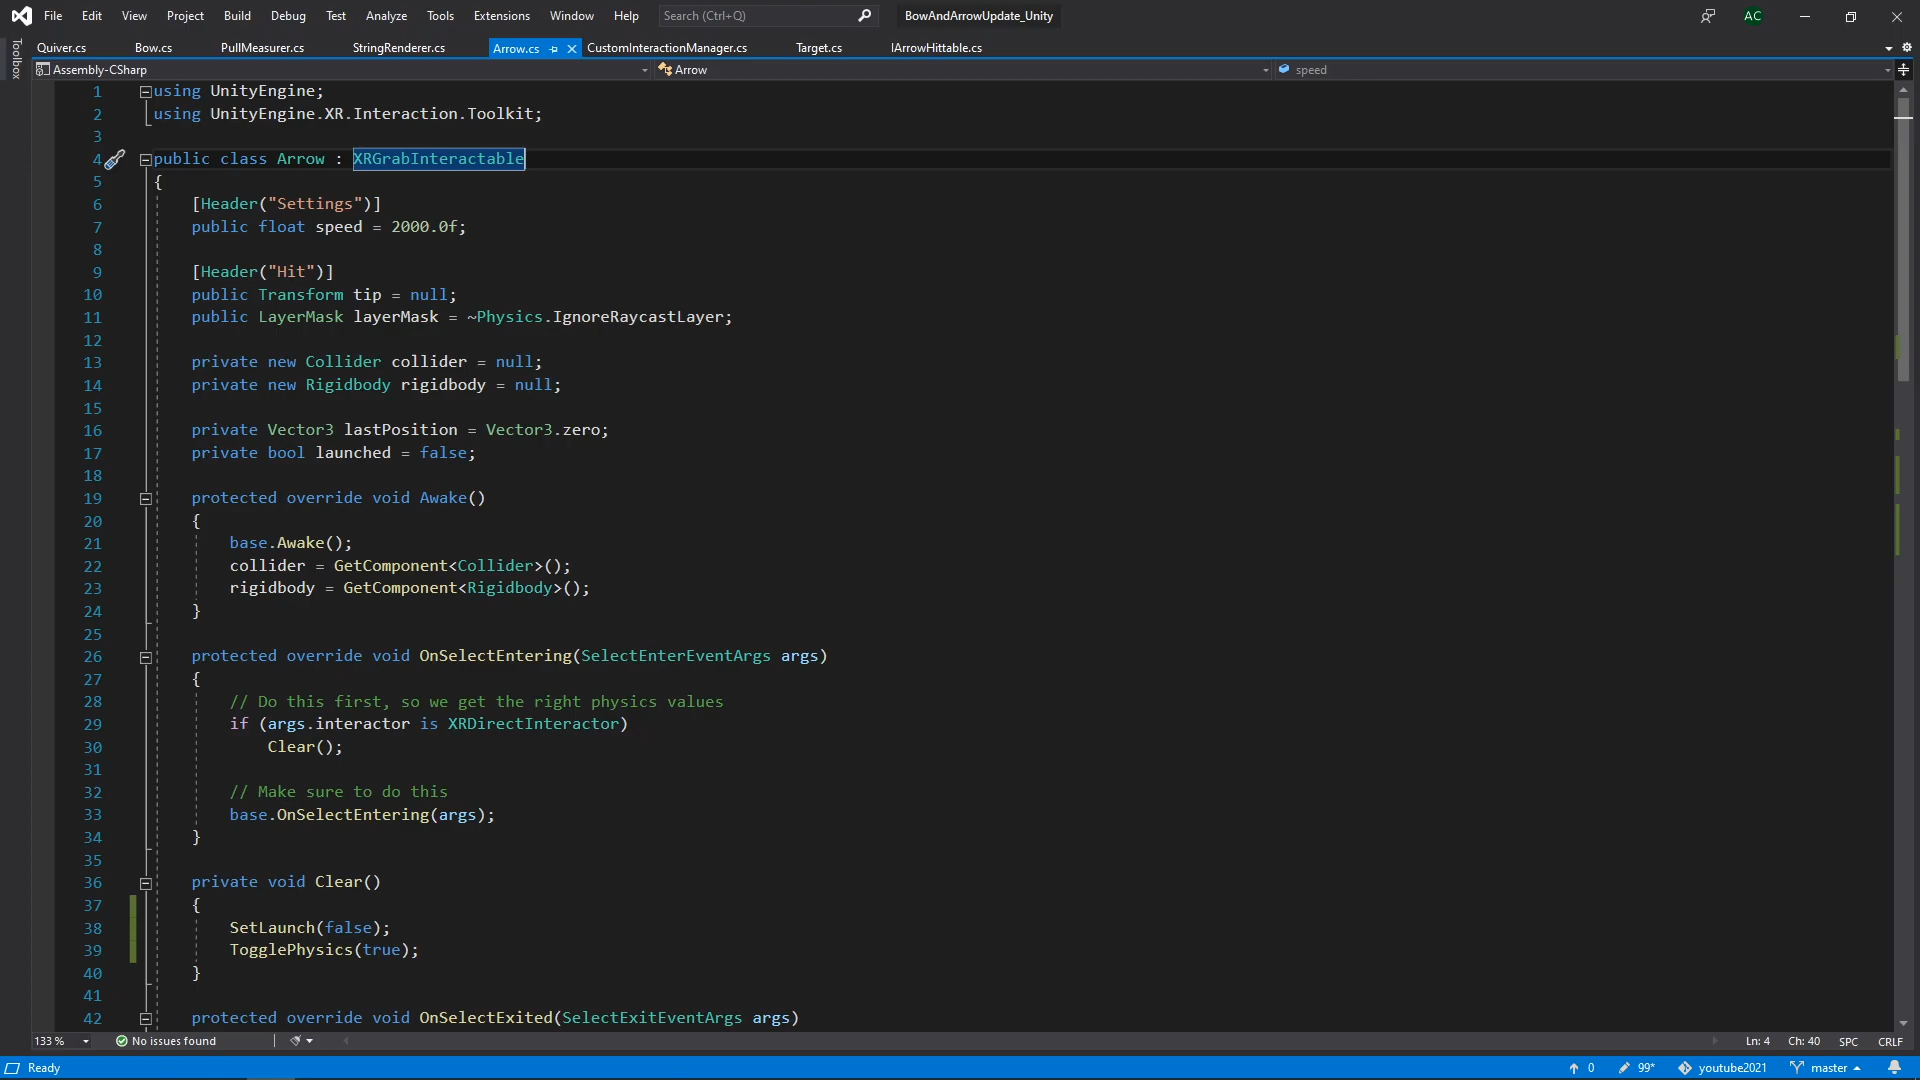 File Edit View Project Build Debug Test Analyze Tools Extensions Window Help Search (Ctrl+Q) BowAndArrowUpdate_Unity AC
Toolbox
Quiver.cs Bow.cs PullMeasurer.cs StringRenderer.cs Arrow.cs CustomInteractionManager.cs Target.cs IArrowHittable.cs
Assembly-CSharp Arrow speed
1 using UnityEngine;
2 using UnityEngine.XR.Interaction.Toolkit;
3
4 public class Arrow : XRGrabInteractable
5 {
6 [Header("Settings")]
7 public float speed = 2000.0f;
8
9 [Header("Hit")]
10 public Transform tip = null;
11 public LayerMask layerMask = ~Physics.IgnoreRaycastLayer;
12
13 private new Collider collider = null;
14 private new Rigidbody rigidbody = null;
15
16 private Vector3 lastPosition = Vector3.zero;
17 private bool launched = false;
18
19 protected override void Awake()
20 {
21 base.Awake();
22 collider = GetComponent<Collider>();
23 rigidbody = GetComponent<Rigidbody>();
24 }
25
26 protected override void OnSelectEntering(SelectEnterEventArgs args)
27 {
28 // Do this first, so we get the right physics values
29 if (args.interactor is XRDirectInteractor)
30 Clear();
31
32 // Make sure to do this
33 base.OnSelectEntering(args);
34 }
35
36 private void Clear()
37 {
38 SetLaunch(false);
39 TogglePhysics(true);
40 }
41
42 protected override void OnSelectExited(SelectExitEventArgs args)
133 % No issues found Ln: 4 Ch: 40 SPC CRLF
Ready 0 99* youtube2021 master